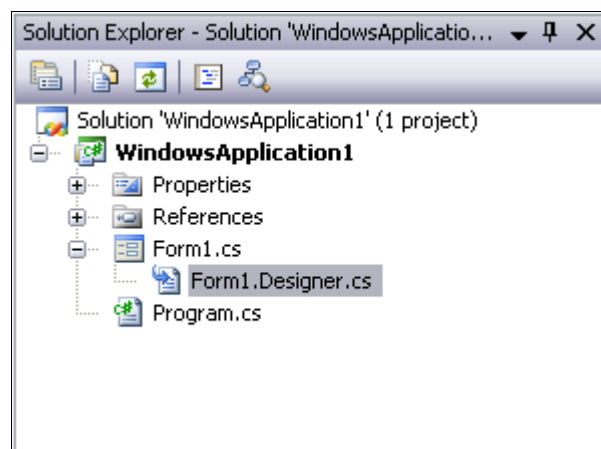 Solution Explorer - Solution 'WindowsApplicatio...
Solution 'WindowsApplication1' (1 project)
C# WindowsApplication1
Properties
References
Form1.cs
Form1.Designer.cs
C# Program.cs